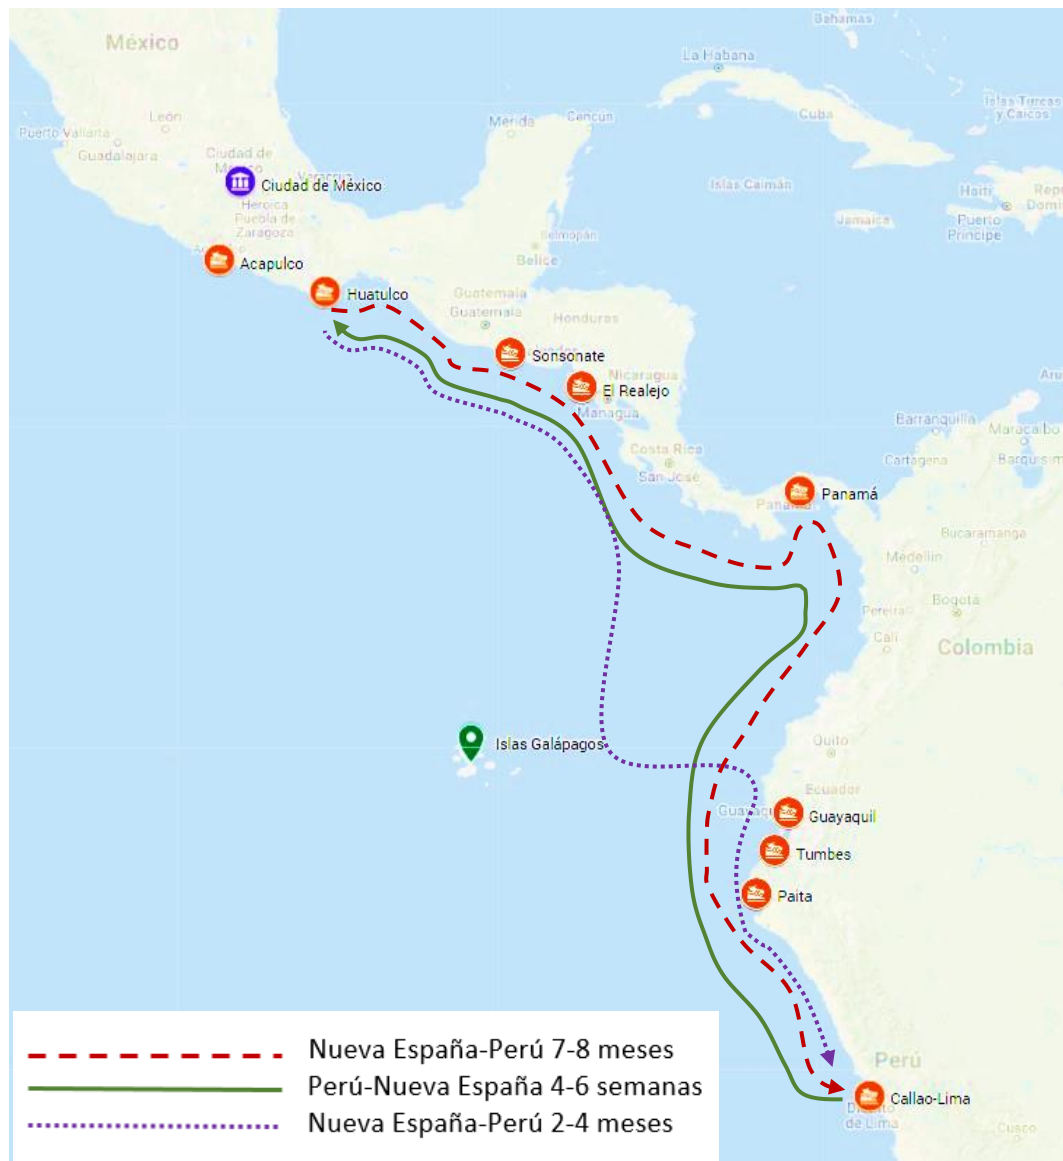 Bahamas
México
La Habana
Islas Turcas
y Caicos
León
Cuba
Mérida
Cancún
Puerto Vallarta
Guadalajara
Ciudad de
México
Veracruz
Ciudad de México
Islas Caimán
Haití
Heroica
Puebla de
Zaragoza
Jamaica
Puerto
Príncipe
Belmopán
Belice
Acapulco
Huatulco
Guatemala
Guatemala
Honduras
Sonsonate
Nicaragua
El Realejo
Managua
Barranquilla
Maracaibo
Costa Rica
San José
Cartagena
Panamá
Panamá
Bucaramanga
Medellín
Bogotá
Pereira
Cali
Colombia
Islas Galápagos
Quito
Ecuador
Guayaquil
Tumbes
Paita
Nueva España-Perú 7-8 meses
Perú
Perú-Nueva España 4-6 semanas
Callao-Lima
Distrito
de Lima
Nueva España-Perú 2-4 meses
Cusco